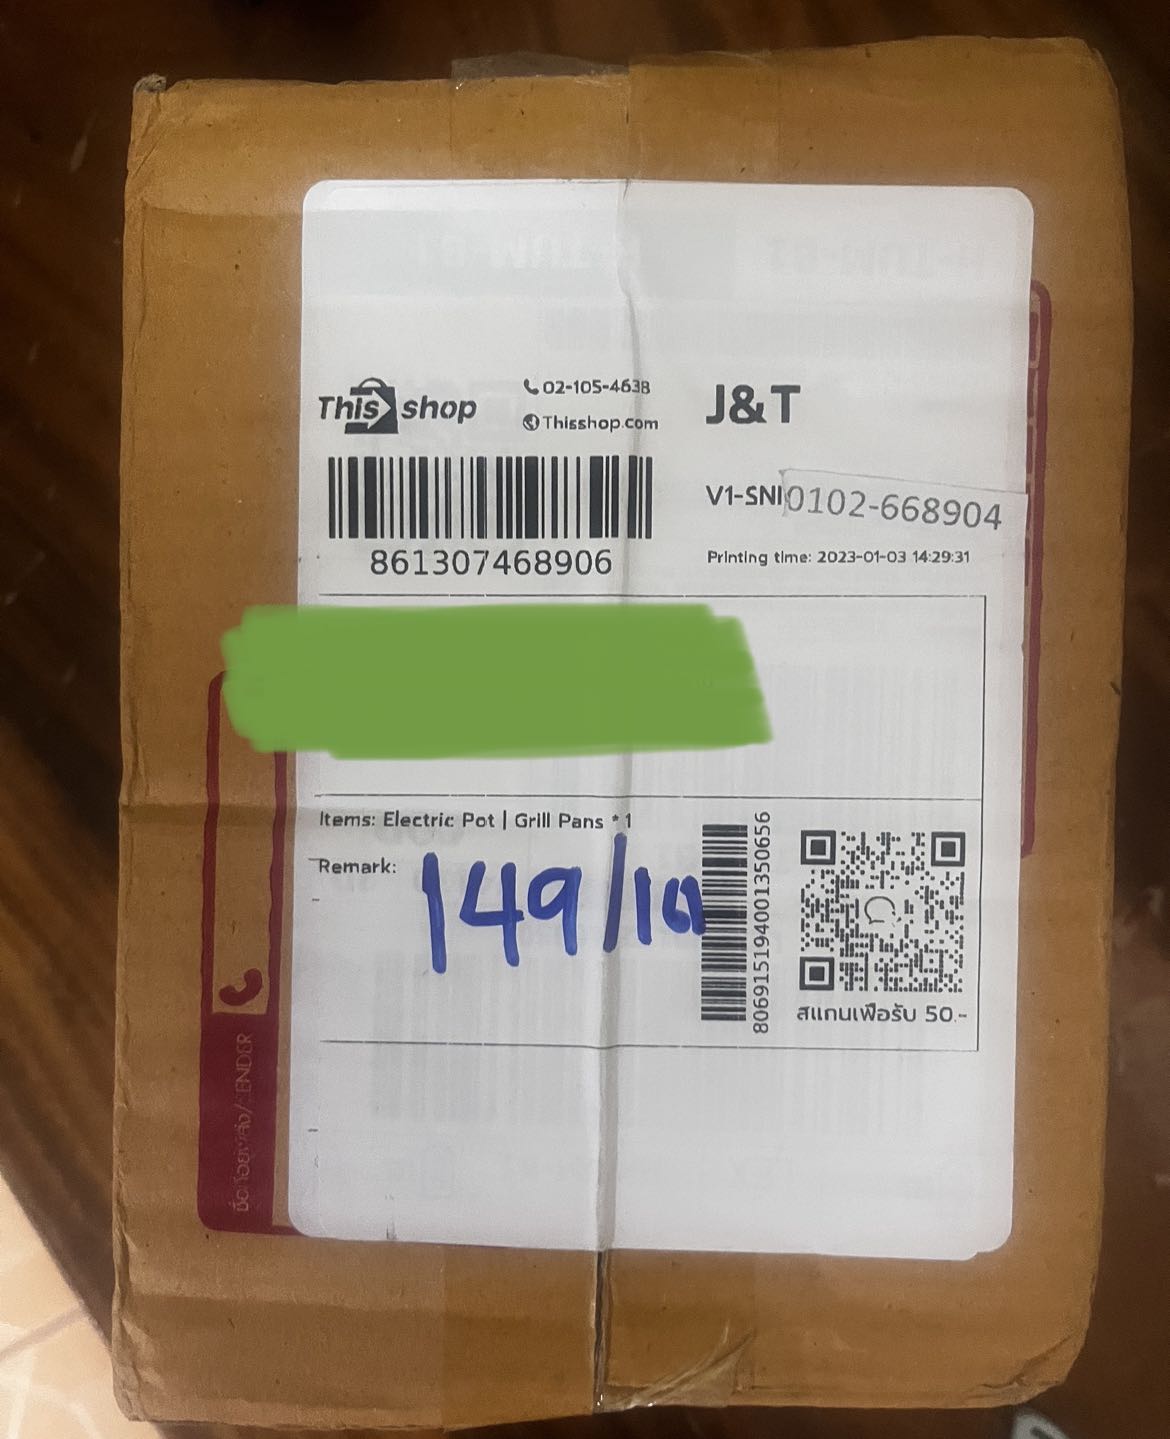 This shop
02-105-4638
Thisshop.com
J&T
861307468906
V1-SNI
0102-668904
Printing time: 2023-01-03 14:29:31
Items: Electric Pot | Grill Pans * 1
Remark:
149/10
806915194001350656
สแกนเพื่อรับ 50.-
/SENDER